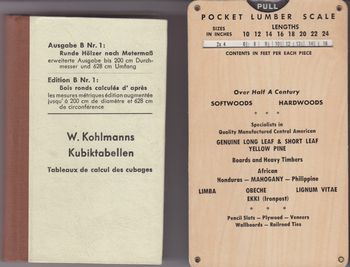 Ausgabe B Nr. 1:
Runde Hölzer nach Metermaß
erweiterte Ausgabe bis 200 cm Durch-
messer und 628 cm Umfang
Edition B Nr. 1:
Bois ronds calculés d' après
les mesures métriques édition augmentée
jusqu' à 200 cm de diamètre et 628 cm
de circonférence
W. Kohlmanns
Kubiktabellen
Tableaux de calcul des cubages
PULL
POCKET LUMBER SCALE
SIZES
IN INCHES
LENGTHS
10 12 14 16 18 20 22 24
2x 4
CONTENTS IN FEET PER EACH PIECE
Over Half A Century
SOFTWOODS HARDWOODS
* * *
Specialists in
Quality Manufactured Central American
GENUINE LONG LEAF & SHORT LEAF
YELLOW PINE
Boards and Heavy Timbers
African
Honduras — MAHOGANY — Philippine
LIMBA OBECHE LIGNUM VITAE
EKKI (Ironpost)
* * *
Pencil Slats — Plywood — Veneers
Wallboards — Railroad Ties